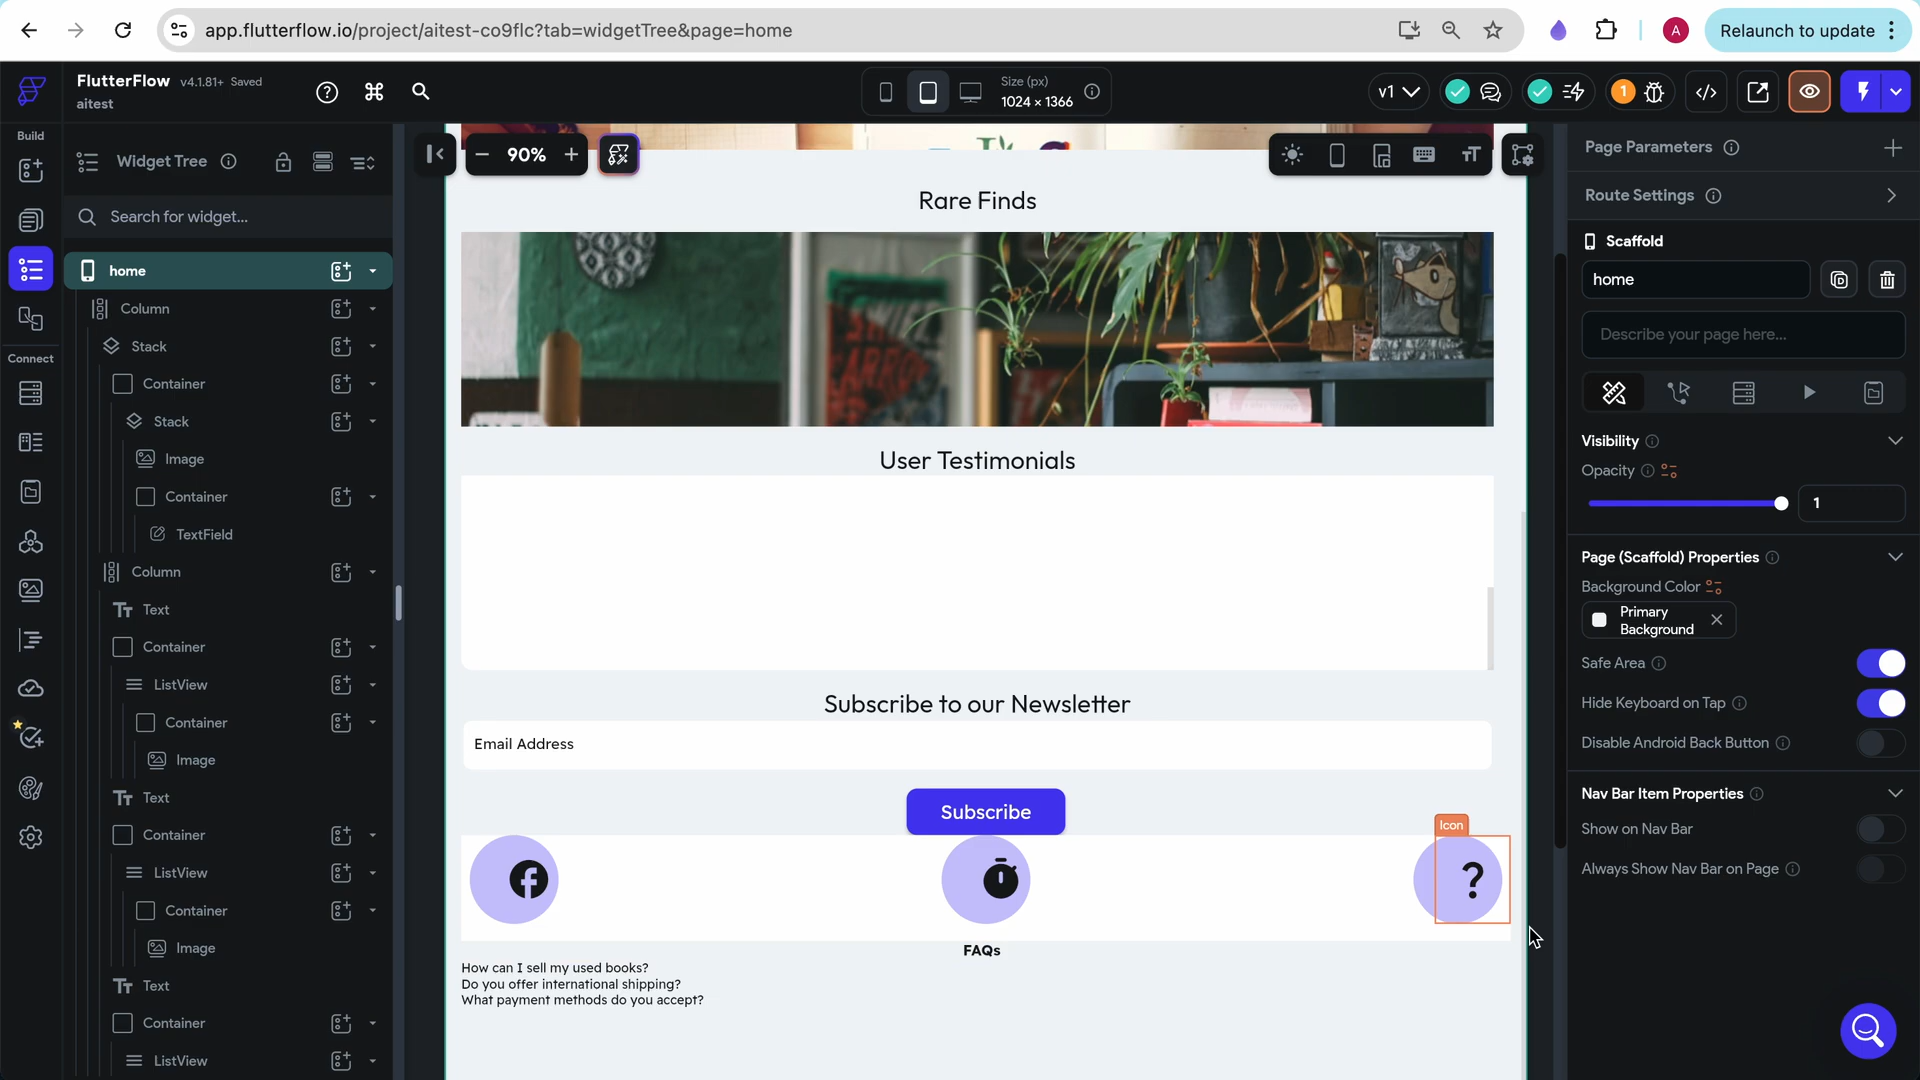 app.flutterflow.io/project/aitest-co9flc?tab=widgetTree&page=home
A
Relaunch to update
FlutterFlow v4.1.81+ Saved
aitest
Size (px)
1024 × 1366
v1
1
Build
Connect
Widget Tree
Search for widget...
home
Column
Stack
Container
Stack
Image
Container
TextField
Column
Text
Container
ListView
Container
Image
Text
Container
ListView
Container
Image
Text
Container
ListView
90%
Rare Finds
User Testimonials
Subscribe to our Newsletter
Email Address
Subscribe
Icon
?
FAQs
How can I sell my used books?
Do you offer international shipping?
What payment methods do you accept?
Page Parameters
Route Settings
Scaffold
home
Describe your page here...
Visibility
Opacity
1
Page (Scaffold) Properties
Background Color
Primary
Background
Safe Area
Hide Keyboard on Tap
Disable Android Back Button
Nav Bar Item Properties
Show on Nav Bar
Always Show Nav Bar on Page